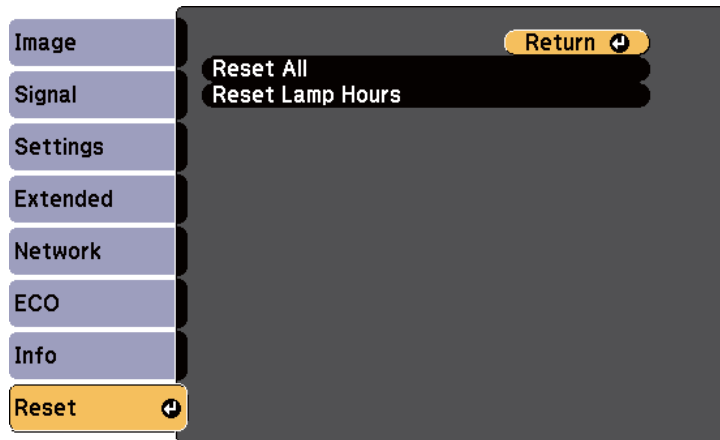 Image
Signal
Settings
Extended
Network
ECO
Info
Reset
Return
Reset All
Reset Lamp Hours